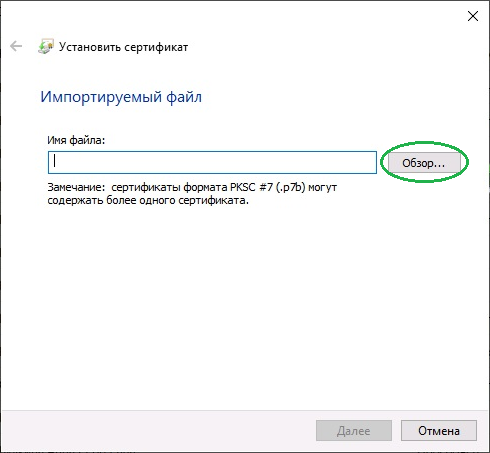 Установить сертификат
Импортируемый файл
Имя файла:
Обзор...
Замечание: сертификаты формата PKSC #7 (.p7b) могут
содержать более одного сертификата.
Далее
Отмена